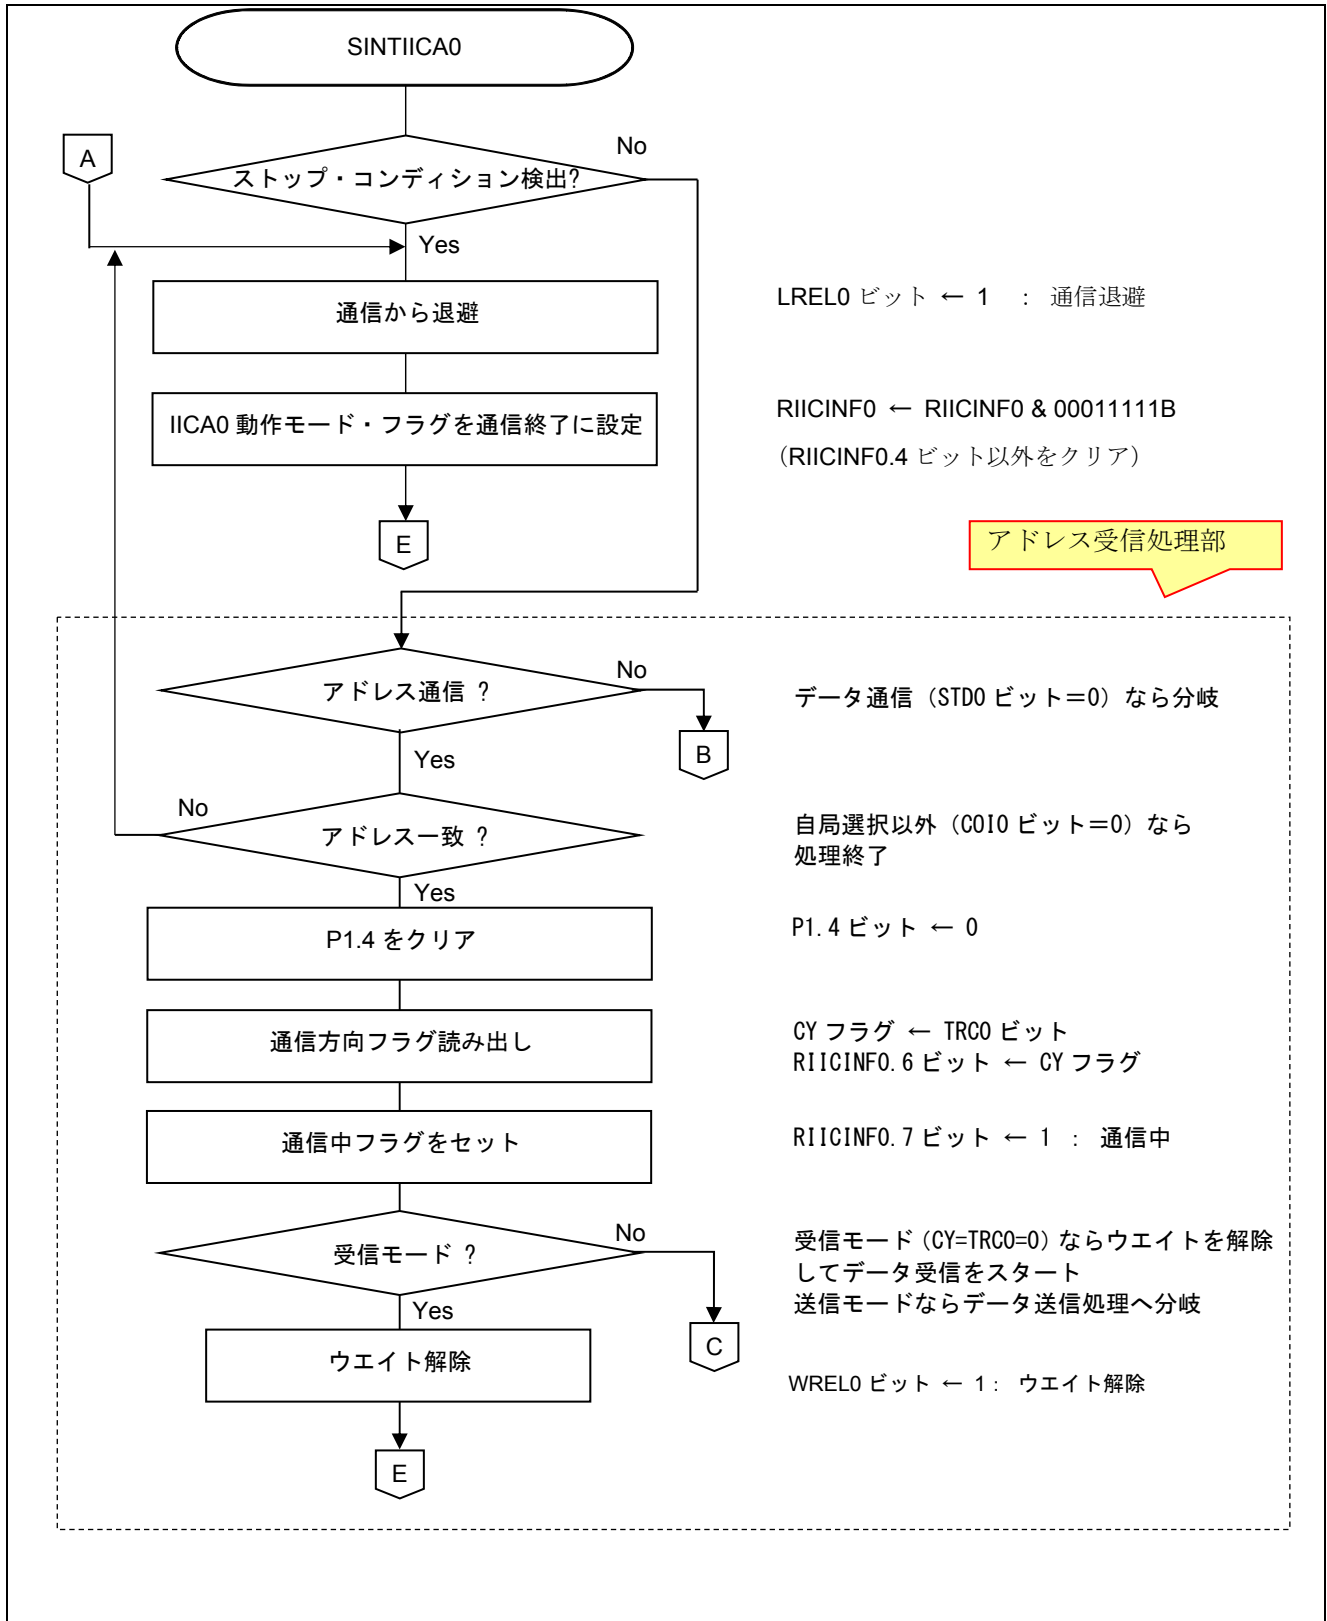 SINTIICA0
A
No
ストップ・コンディション検出?
Yes
通信から退避
LREL0 ビット ← 1 : 通信退避
IICA0 動作モード・フラグを通信終了に設定
RIICINF0 ← RIICINF0 & 00011111B
（RIICINF0.4 ビット以外をクリア）
E
アドレス受信処理部
アドレス通信 ?
No
データ通信（STD0 ビット＝0）なら分岐
B
Yes
No
アドレス一致 ?
自局選択以外（COI0 ビット＝0）なら
処理終了
Yes
P1.4 をクリア
P1.4 ビット ← 0
通信方向フラグ読み出し
CY フラグ ← TRC0 ビット
RIICINF0.6 ビット ← CY フラグ
通信中フラグをセット
RIICINF0.7 ビット ← 1 : 通信中
受信モード ?
No
受信モード（CY=TRC0=0）ならウエイトを解除
してデータ受信をスタート
送信モードならデータ送信処理へ分岐
Yes
C
ウエイト解除
WREL0 ビット ← 1 : ウエイト解除
E